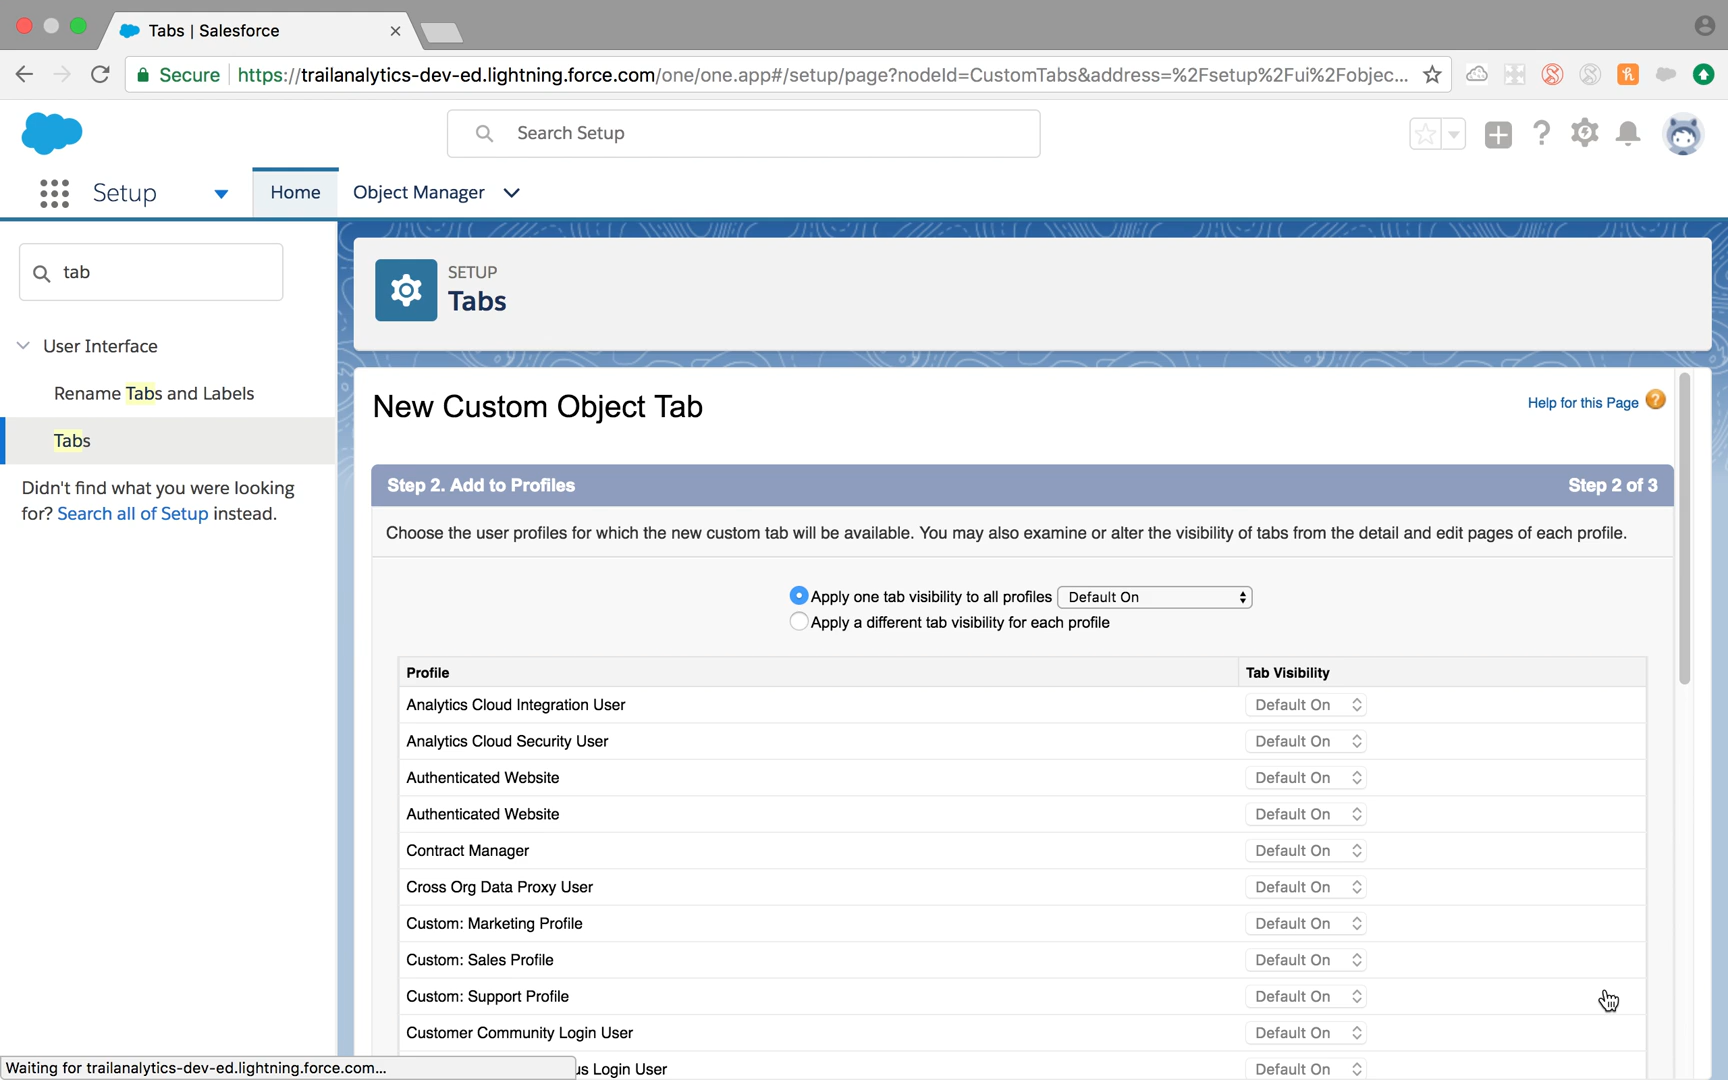 Tabs | Salesforce
Secure https://trailanalytics-dev-ed.lightning.force.com/one/one.app#/setup/page?nodeId=CustomTabs&address=%2Fsetup%2Fui%2Fobjec...
Search Setup
Setup Home Object Manager
tab
SETUP
Tabs
User Interface
Rename Tabs and Labels
Tabs
Didn't find what you were looking
for? Search all of Setup instead.
New Custom Object Tab
Help for this Page
Step 2. Add to Profiles Step 2 of 3
Choose the user profiles for which the new custom tab will be available. You may also examine or alter the visibility of tabs from the detail and edit pages of each profile.
Apply one tab visibility to all profiles Default On
Apply a different tab visibility for each profile
Profile Tab Visibility
Analytics Cloud Integration User Default On
Analytics Cloud Security User Default On
Authenticated Website Default On
Authenticated Website Default On
Contract Manager Default On
Cross Org Data Proxy User Default On
Custom: Marketing Profile Default On
Custom: Sales Profile Default On
Custom: Support Profile Default On
Customer Community Login User Default On
us Login User Default On
Waiting for trailanalytics-dev-ed.lightning.force.com...